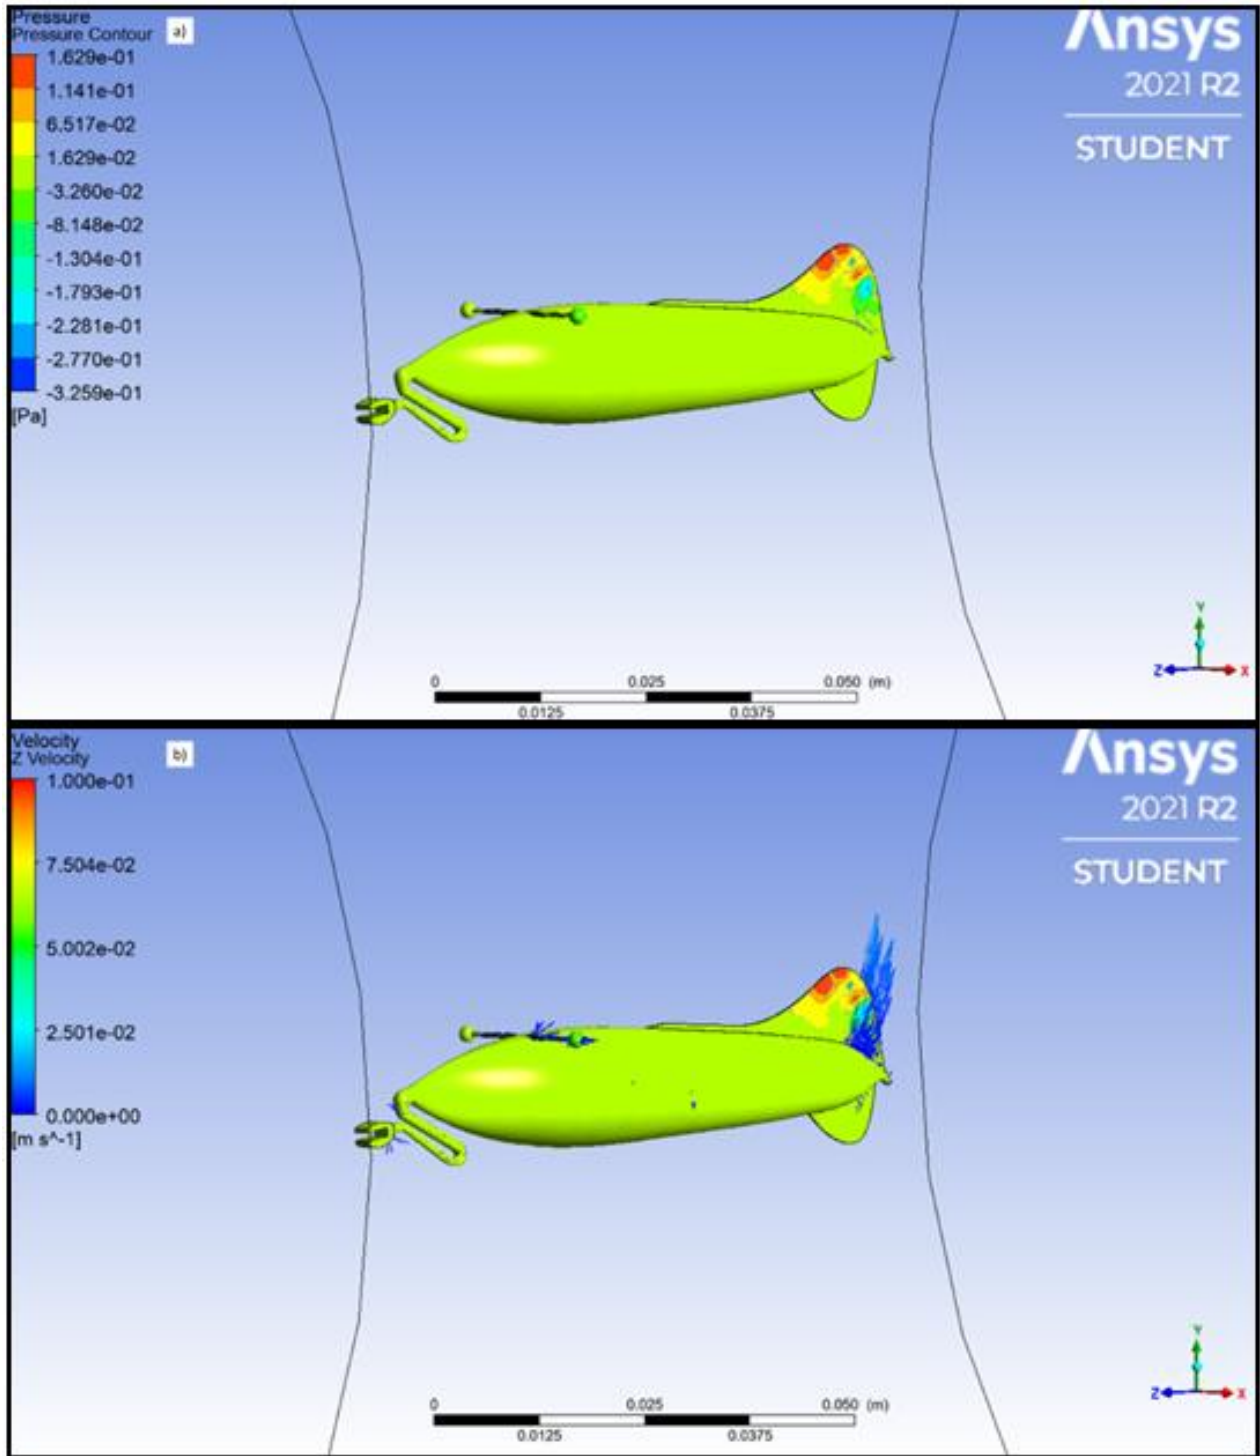 Pressure
Pressure Contour
a)
1.629e-01
1.141e-01
6.517e-02
1.629e-02
-3.260e-02
-8.148e-02
-1.304e-01
-1.793e-01
-2.281e-01
-2.770e-01
-3.259e-01
[Pa]
Ansys
2021 R2
STUDENT
Y
Z
X
0
0.025
0.050 (m)
0.0125
0.0375
Velocity
Z Velocity
b)
1.000e-01
7.504e-02
5.002e-02
2.501e-02
0.000e+00
[m s^-1]
Ansys
2021 R2
STUDENT
Y
Z
X
0
0.025
0.050 (m)
0.0125
0.0375